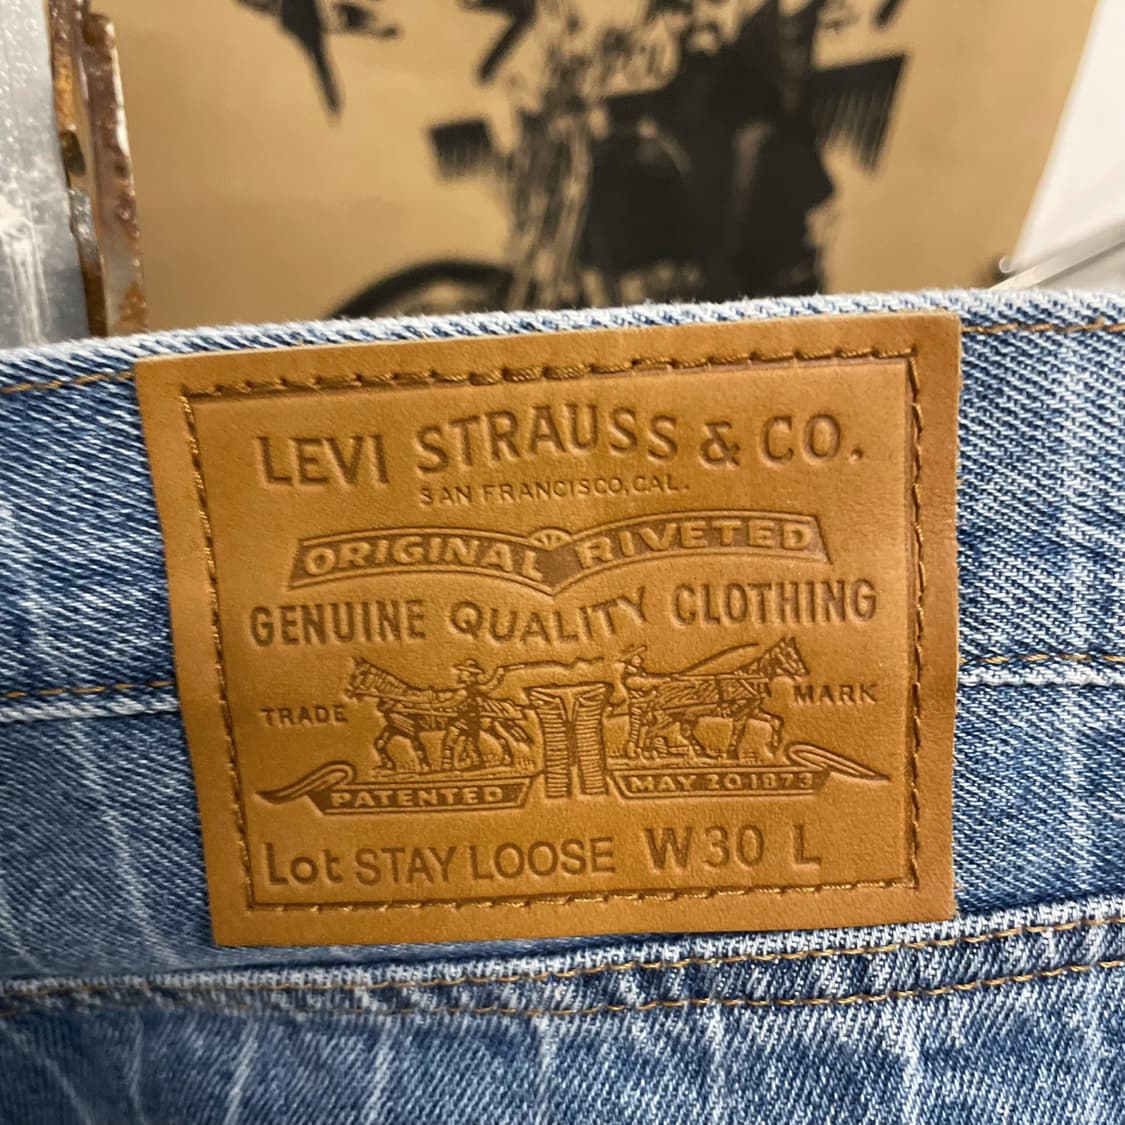 LEVI STRAUSS & CO.
SAN FRANCISCO, CAL.
ORIGINAL RIVETED
GENUINE QUALITY CLOTHING
TRADE MARK
PATENTED MAY 20 1873
Lot STAY LOOSE W30 L